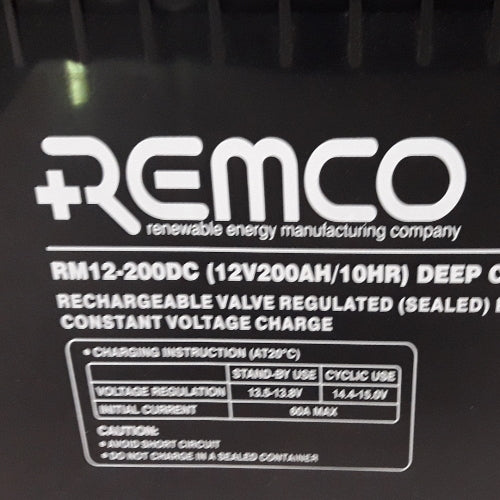 REMCO
renewable energy manufacturing company
RM12-200DC (12V200AH/10HR) DEEP C
RECHARGEABLE VALVE REGULATED (SEALED)
CONSTANT VOLTAGE CHARGE
• CHARGING INSTRUCTION (AT20°C)
STAND-BY USE CYCLIC USE
VOLTAGE REGULATION 13.5-13.8V 14.4-15.0V
INITIAL CURRENT 60A MAX
CAUTION:
• AVOID SHORT CIRCUIT
• DO NOT CHARGE IN A SEALED CONTAINER